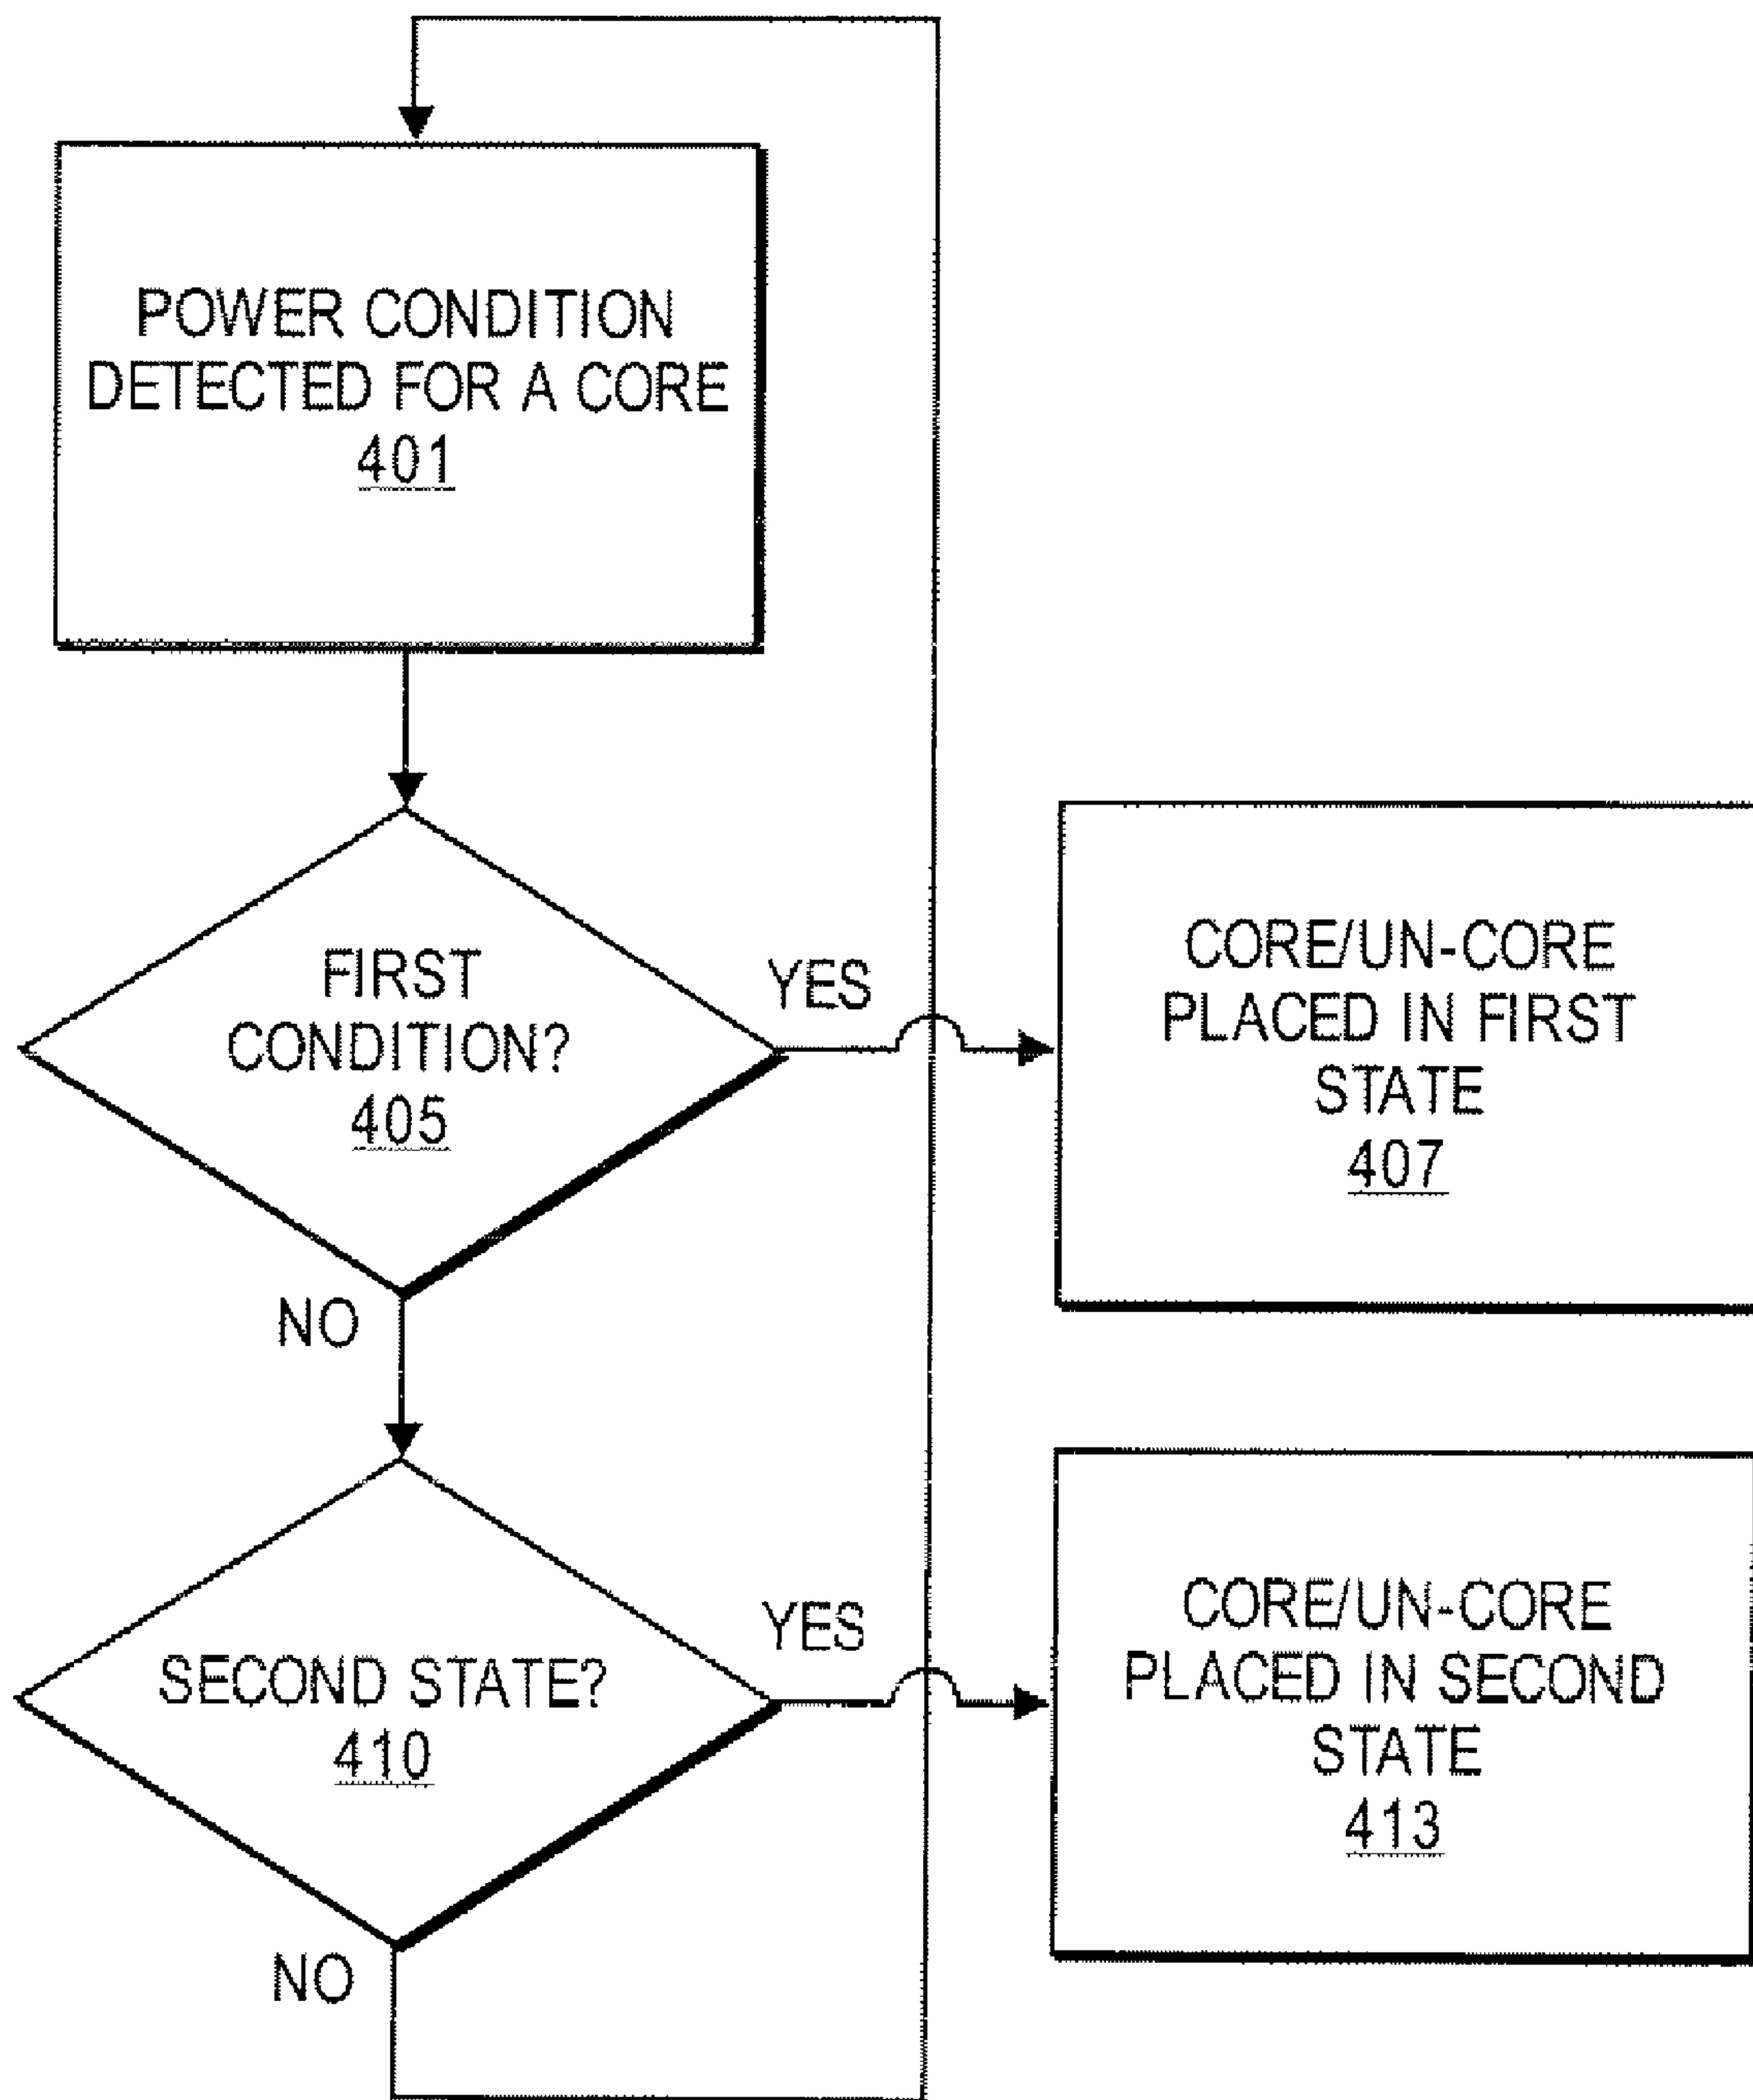 POWER CONDITION
DETECTED FOR A CORE
401
FIRST
CONDITION?
405
YES
CORE/UN-CORE
PLACED IN FIRST
STATE
407
NO
SECOND STATE?
410
YES
CORE/UN-CORE
PLACED IN SECOND
STATE
413
NO